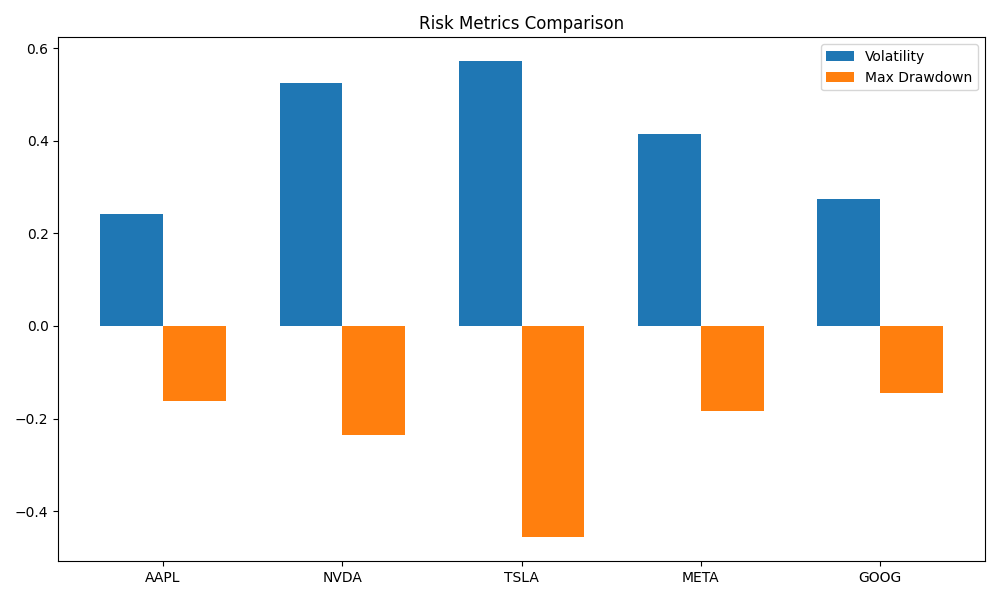 Risk Metrics Comparison
Volatility
Max Drawdown
0.6
0.4
0.2
0.0
−0.2
−0.4
AAPL NVDA TSLA META GOOG